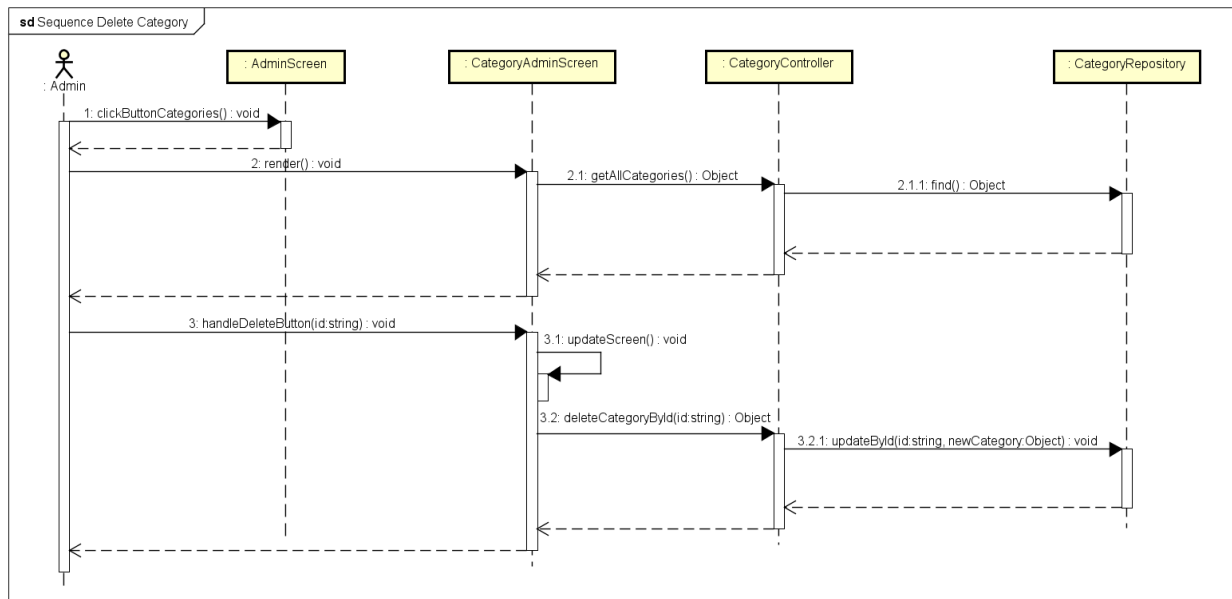 sd Sequence Delete Category
: Admin
: AdminScreen
: CategoryAdminScreen
: CategoryController
: CategoryRepository
1: clickButtonCategories() : void
2: render() : void
2.1: getAllCategories() : Object
2.1.1: find() : Object
3: handleDeleteButton(id:string) : void
3.1: updateScreen() : void
3.2: deleteCategoryById(id:string) : Object
3.2.1: updateById(id:string, newCategory:Object) : void